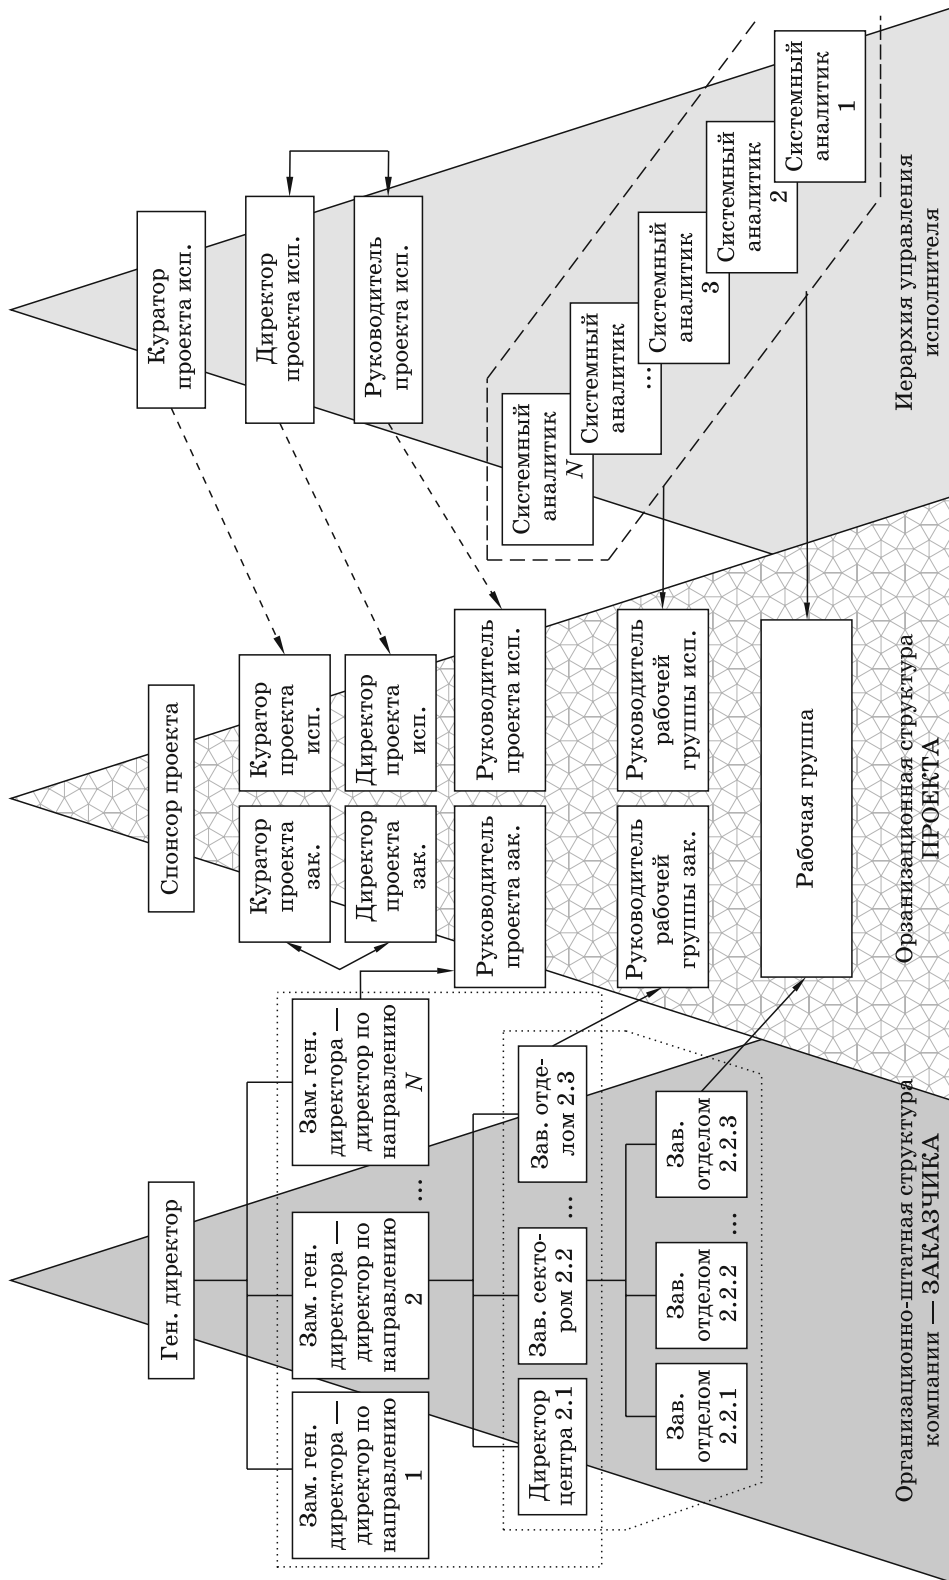 Ген. директор
Зам. ген.
директора —
директор по
направлению
1
Зам. ген.
директора —
директор по
направлению
2
...
Зам. ген.
директора —
директор по
направлению
N
Директор
центра 2.1
Зав. секто-
ром 2.2
...
Зав. отде-
лом 2.3
Зав.
отделом
2.2.1
Зав.
отделом
2.2.2
...
Зав.
отделом
2.2.3
Организационно-штатная структура
компании — ЗАКАЗЧИКА
Спонсор проекта
Куратор
проекта
зак.
Куратор
проекта
исп.
Директор
проекта
зак.
Директор
проекта
исп.
Руководитель
проекта зак.
Руководитель
проекта исп.
Руководитель
рабочей
группы зак.
Руководитель
рабочей
группы исп.
Рабочая группа
Орзанизационная структура
ПРОЕКТА
Куратор
проекта исп.
Директор
проекта исп.
Руководитель
проекта исп.
Системный
аналитик
N
Системный
аналитик
...
Системный
аналитик
3
Системный
аналитик
2
Системный
аналитик
1
Иерархия управления
исполнителя